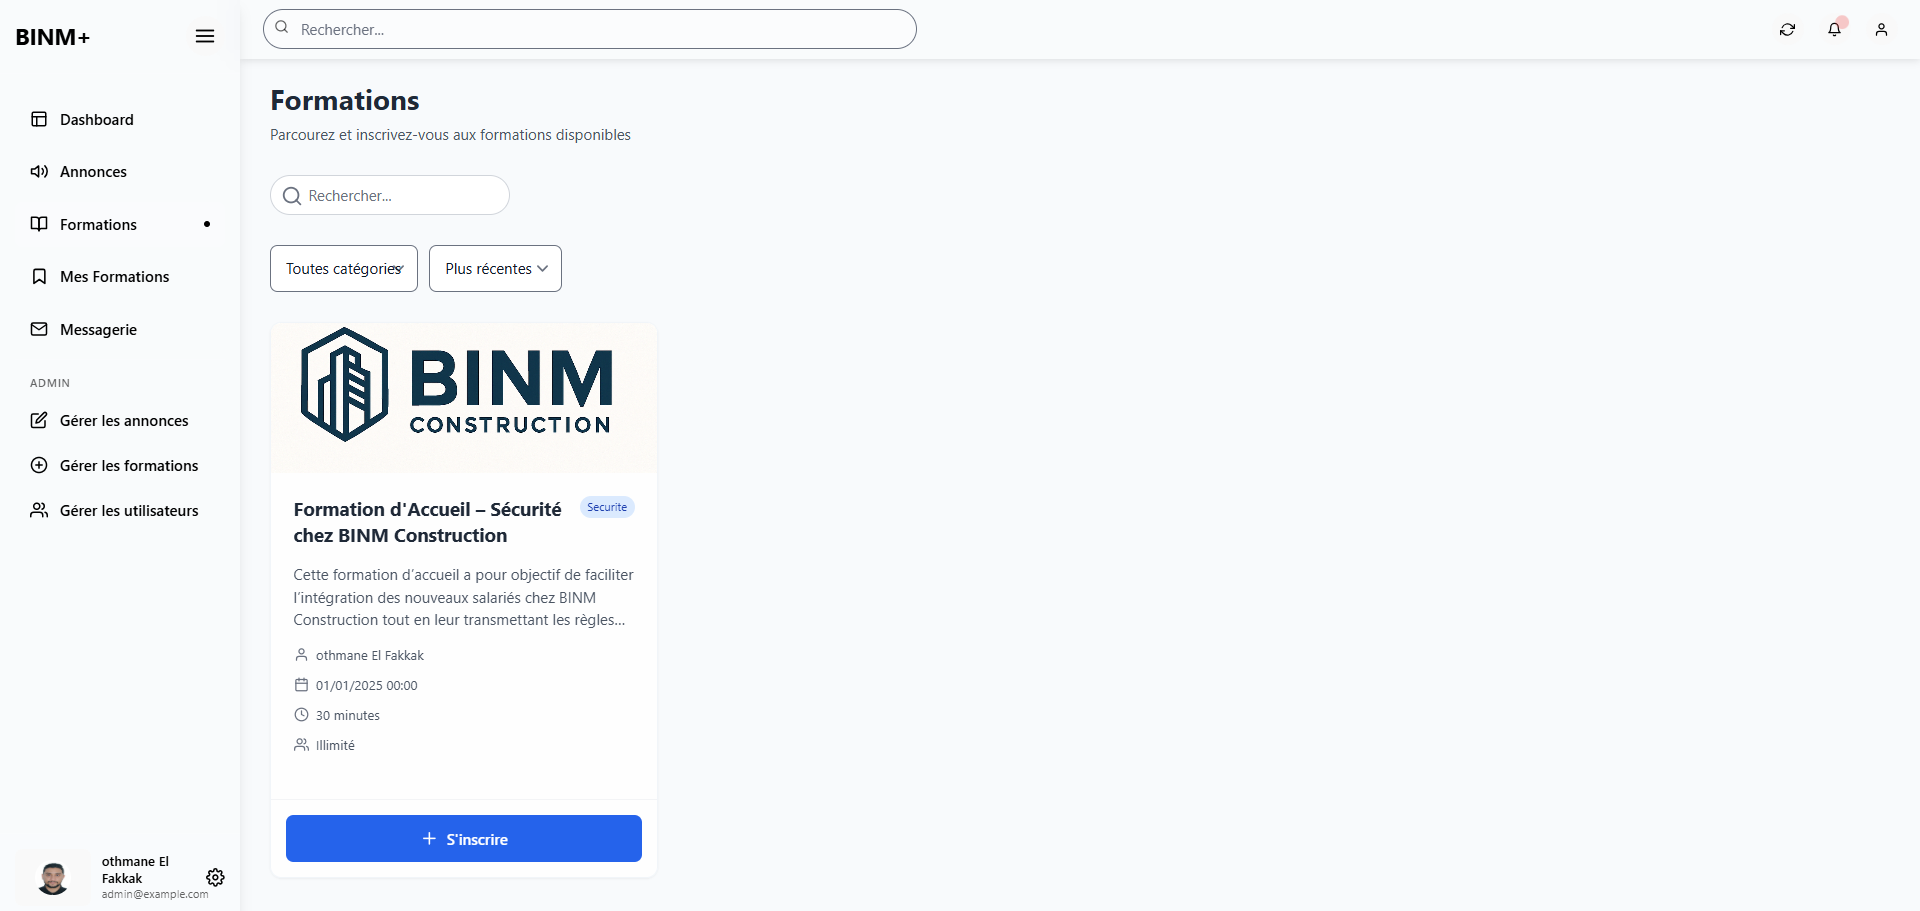 BINM+
Rechercher...
Dashboard
Annonces
Formations
Mes Formations
Messagerie
ADMIN
Gérer les annonces
Gérer les formations
Gérer les utilisateurs
othmane El
Fakkak
admin@example.com
Formations
Parcourez et inscrivez-vous aux formations disponibles
Rechercher...
Toutes catégories
Plus récentes
BINM
CONSTRUCTION
Formation d'Accueil – Sécurité
chez BINM Construction
Securite
Cette formation d’accueil a pour objectif de faciliter
l’intégration des nouveaux salariés chez BINM
Construction tout en leur transmettant les règles...
othmane El Fakkak
01/01/2025 00:00
30 minutes
Illimité
S'inscrire